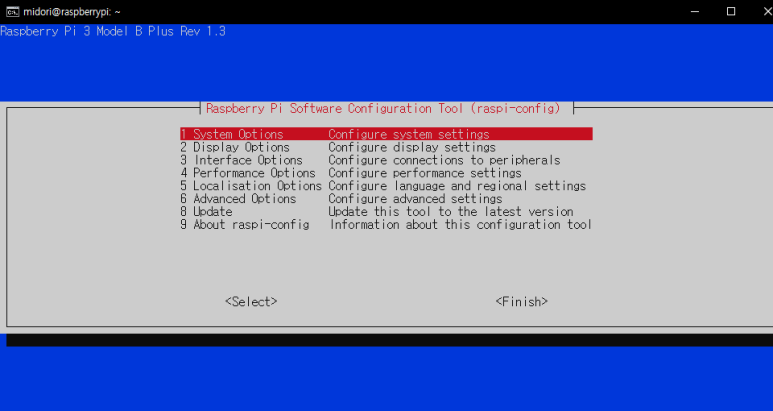 midori@raspberrypi: ~
Raspberry Pi 3 Model B Plus Rev 1.3
Raspberry Pi Software Configuration Tool (raspi-config)
1 System Options Configure system settings
2 Display Options Configure display settings
3 Interface Options Configure connections to peripherals
4 Performance Options Configure performance settings
5 Localisation Options Configure language and regional settings
6 Advanced Options Configure advanced settings
8 Update Update this tool to the latest version
9 About raspi-config Information about this configuration tool
<Select> <Finish>